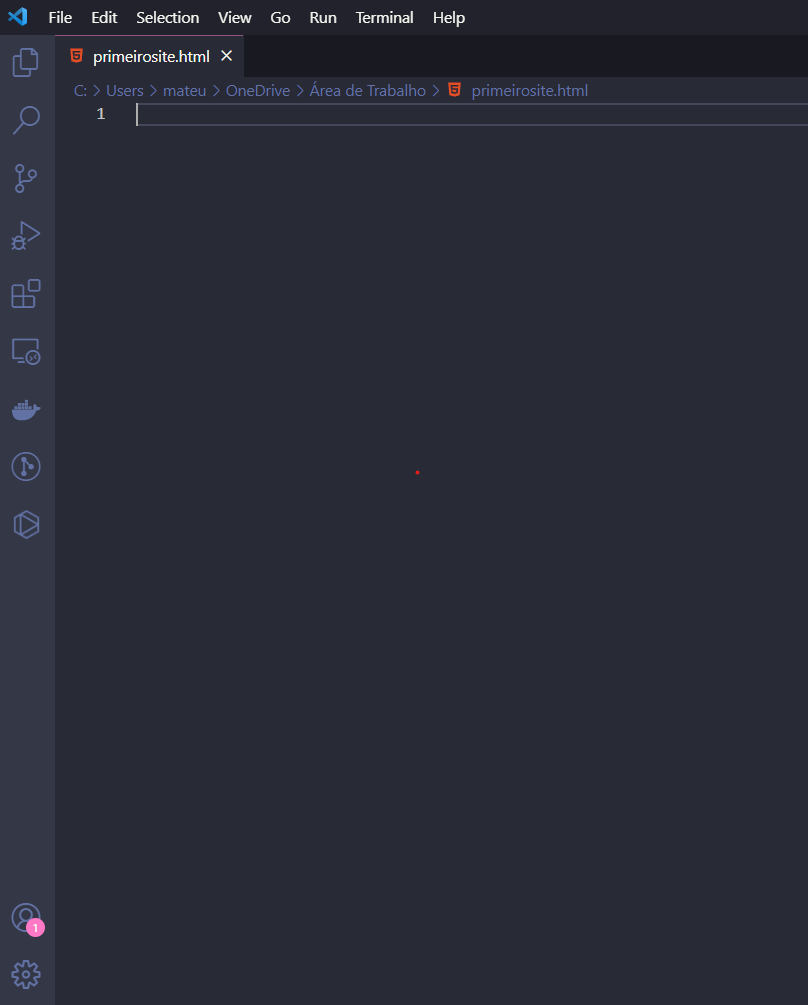 File Edit Selection View Go Run Terminal Help
primeirosite.html
C: > Users > mateu > OneDrive > Área de Trabalho > primeirosite.html
1
1